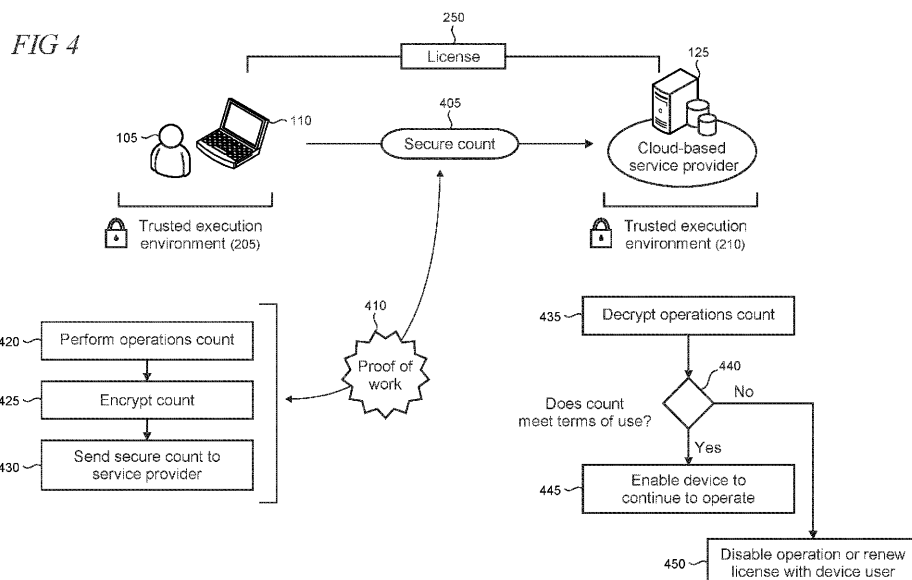 FIG 4
250
License
125
105
110
405
Secure count
Cloud-based
service provider
Trusted execution
environment (205)
Trusted execution
environment (210)
410
Proof of
work
420
Perform operations count
425
Encrypt count
430
Send secure count to
service provider
435
Decrypt operations count
440
Does count
meet terms of use?
No
Yes
445
Enable device to
continue to operate
450
Disable operation or renew
license with device user